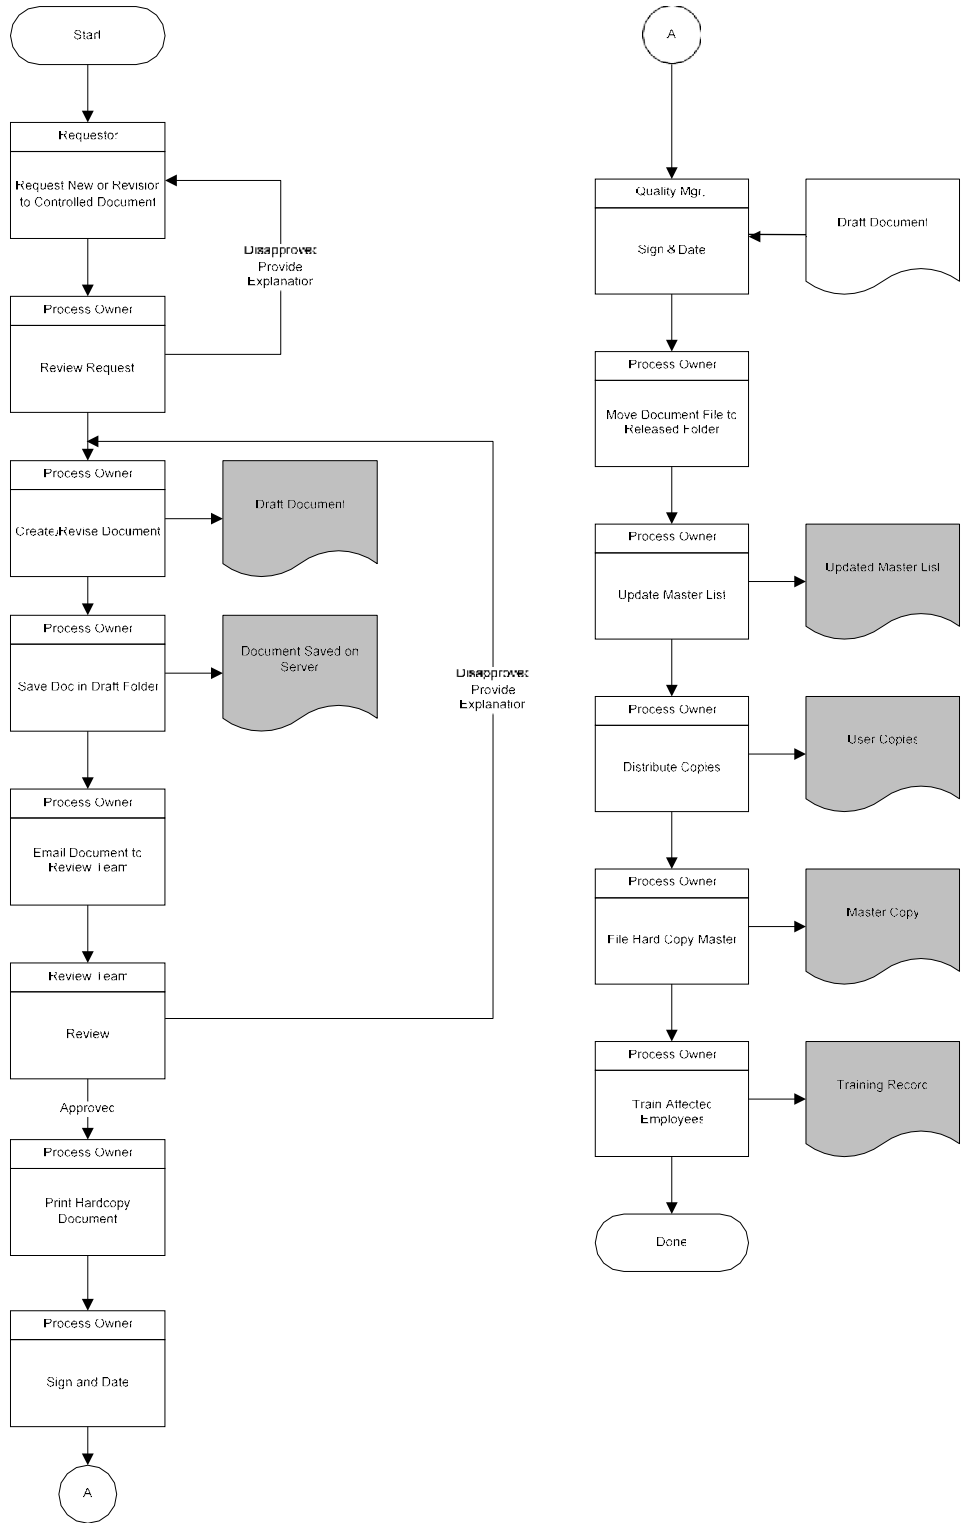 Start
Requestor
Request New or Revision
to Controlled Document
Disapproved
Provide
Explanation
Process Owner
Review Request
Process Owner
Create/Revise Document
Draft Document
Process Owner
Save Doc in Draft Folder
Document Saved on
Server
Disapproved
Provide
Explanation
Process Owner
Email Document to
Review Team
Review Team
Review
Approved
Process Owner
Print Hardcopy
Document
Process Owner
Sign and Date
A
A
Quality Mgr.
Sign & Date
Draft Document
Process Owner
Move Document File to
Released Folder
Process Owner
Update Master List
Updated Master List
Process Owner
Distribute Copies
User Copies
Process Owner
File Hard Copy Master
Master Copy
Process Owner
Train Affected
Employees
Training Record
Done